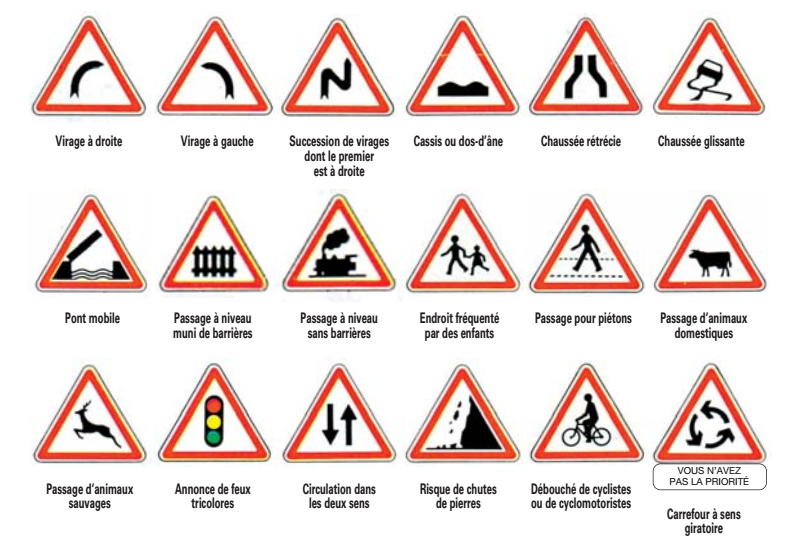 Virage à droite
Virage à gauche
Succession de virages
dont le premier
est à droite
Cassis ou dos-d'âne
Chaussée rétrécie
Chaussée glissante
Pont mobile
Passage à niveau
muni de barrières
Passage à niveau
sans barrières
Endroit fréquenté
par des enfants
Passage pour piétons
Passage d'animaux
domestiques
Passage d'animaux
sauvages
Annonce de feux
tricolores
Circulation dans
les deux sens
Risque de chutes
de pierres
Débouché de cyclistes
ou de cyclomotoristes
VOUS N'AVEZ
PAS LA PRIORITÉ
Carrefour à sens
giratoire